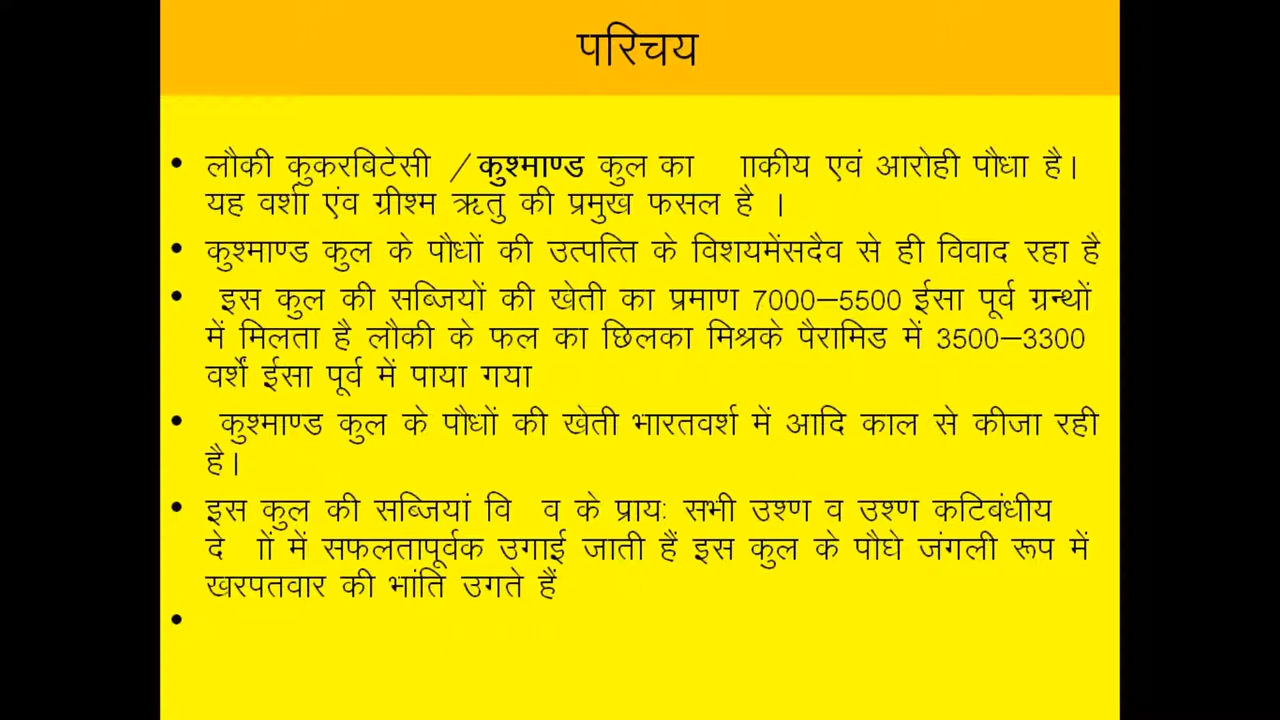 परिचय
• लौकी कुकरबिटेसी / कुश्माण्ड कुल का ााकीय एवं आरोही पौधा है।
यह वर्शा एंव ग्रीश्म ऋतु की प्रमुख फसल है ।
• कुश्माण्ड कुल के पौधों की उत्पत्ति के विशयमेंसदैव से ही विवाद रहा है
• इस कुल की सब्जियों की खेती का प्रमाण 7000–5500 ईसा पूर्व ग्रन्थों
में मिलता है लौकी के फल का छिलका मिश्रके पैरामिड में 3500–3300
वर्शें ईसा पूर्व में पाया गया
• कुश्माण्ड कुल के पौधों की खेती भारतवर्श में आदि काल से कीजा रही
है।
• इस कुल की सब्जियां वि व के प्रायः सभी उश्ण व उश्ण कटिबंधीय
दे ाों में सफलतापूर्वक उगाई जाती हैं इस कुल के पौघे जंगली रूप में
खरपतवार की भांति उगते हैं
•